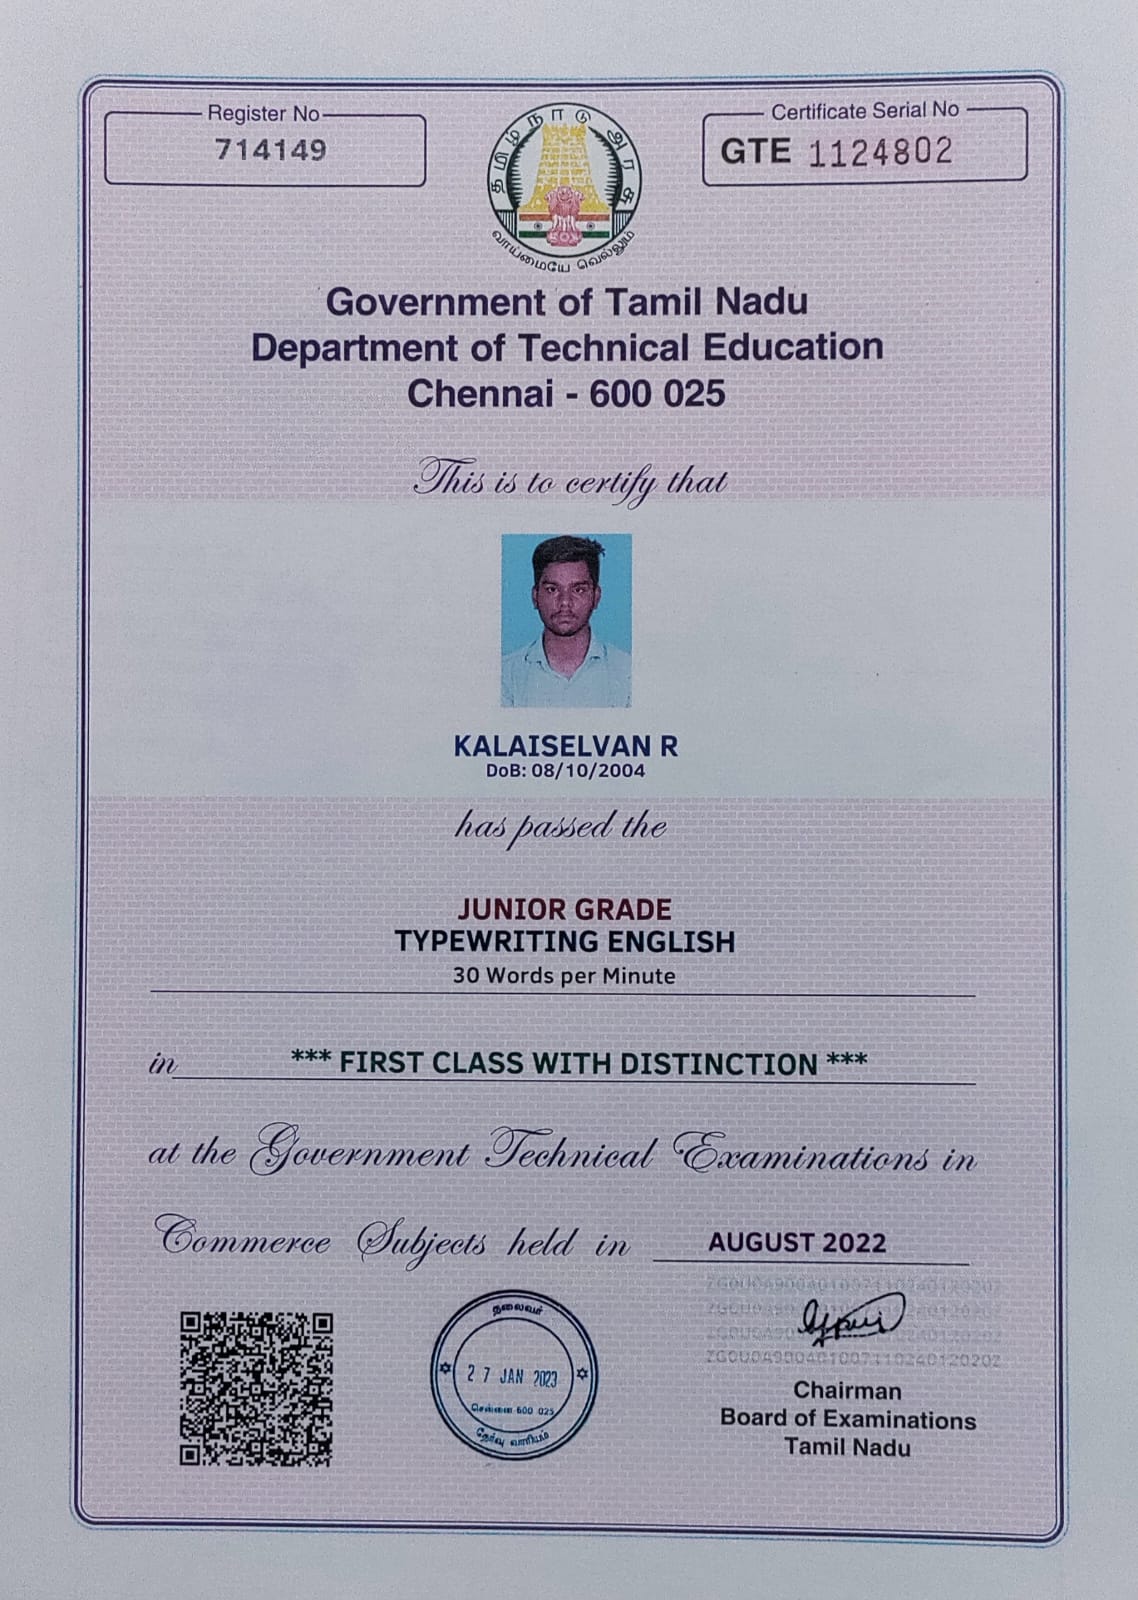 Register No
714149
Certificate Serial No
GTE 1124802
தமிழ்நாடு அரசு
வாய்மையே வெல்லும்
Government of Tamil Nadu
Department of Technical Education
Chennai - 600 025
This is to certify that
KALAISELVAN R
DoB: 08/10/2004
has passed the
JUNIOR GRADE
TYPEWRITING ENGLISH
30 Words per Minute
in *** FIRST CLASS WITH DISTINCTION ***
at the Government Technical Examinations in
Commerce Subjects held in AUGUST 2022
தலைவர்
27 JAN 2023
சென்னை-600 025
தேர்வு வாரியம்
Chairman
Board of Examinations
Tamil Nadu